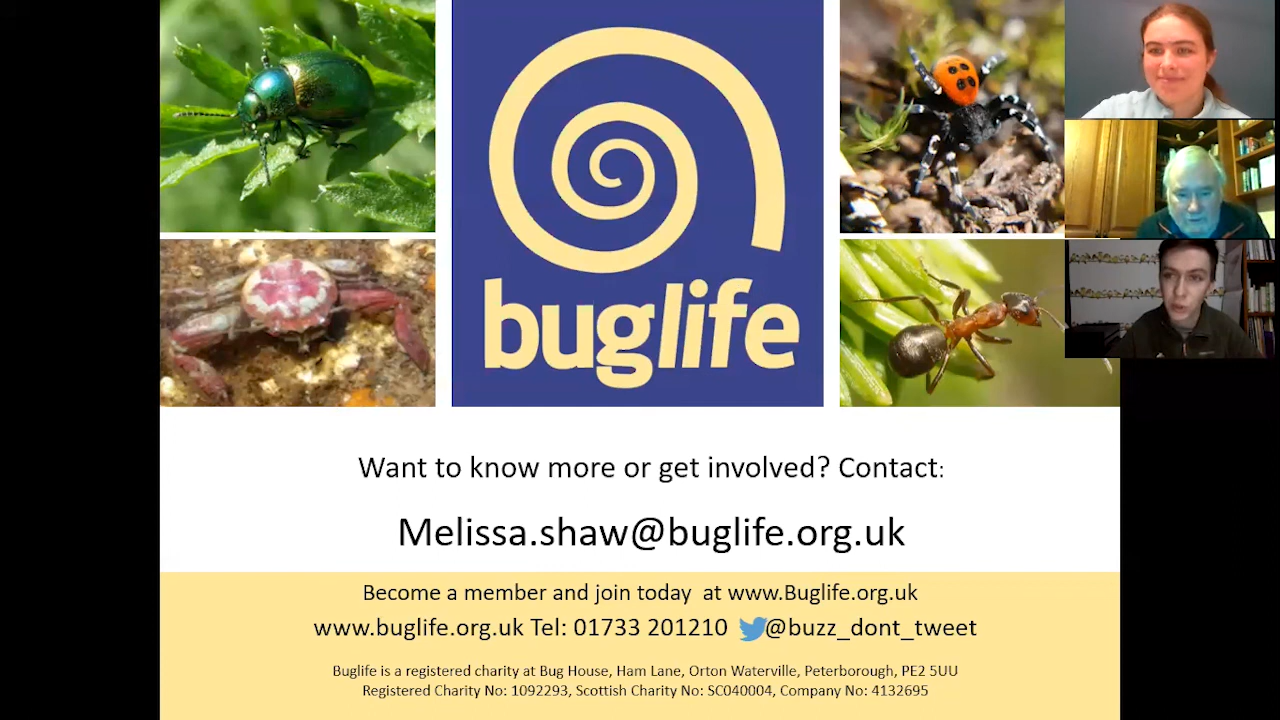 buglife
Want to know more or get involved? Contact:
Melissa.shaw@buglife.org.uk
Become a member and join today at www.Buglife.org.uk
www.buglife.org.uk Tel: 01733 201210 @buzz_dont_tweet
Buglife is a registered charity at Bug House, Ham Lane, Orton Waterville, Peterborough, PE2 5UU
Registered Charity No: 1092293, Scottish Charity No: SC040004, Company No: 4132695